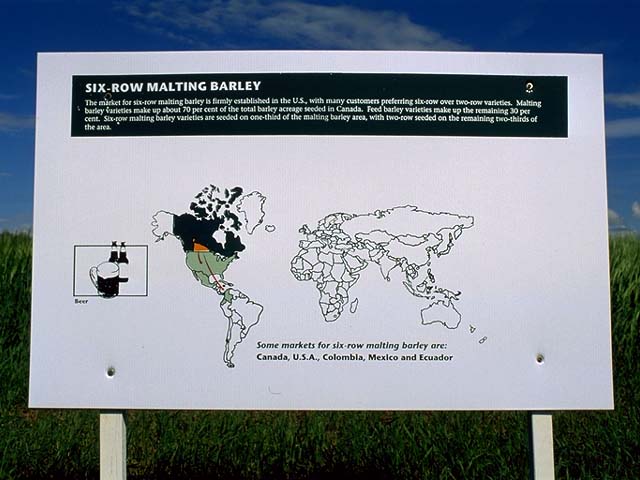 SIX-ROW MALTING BARLEY
The market for six-row malting barley is firmly established in the U.S., with many customers preferring six-row over two-row varieties. Malting
barley varieties make up about 70 per cent of the total barley acreage seeded in Canada. Feed barley varieties make up the remaining 30 per
cent. Six-row malting barley varieties are seeded on one-third of the malting barley area, with two-row seeded on the remaining two-thirds of
the area.
Beer
Some markets for six-row malting barley are:
Canada, U.S.A., Colombia, Mexico and Ecuador